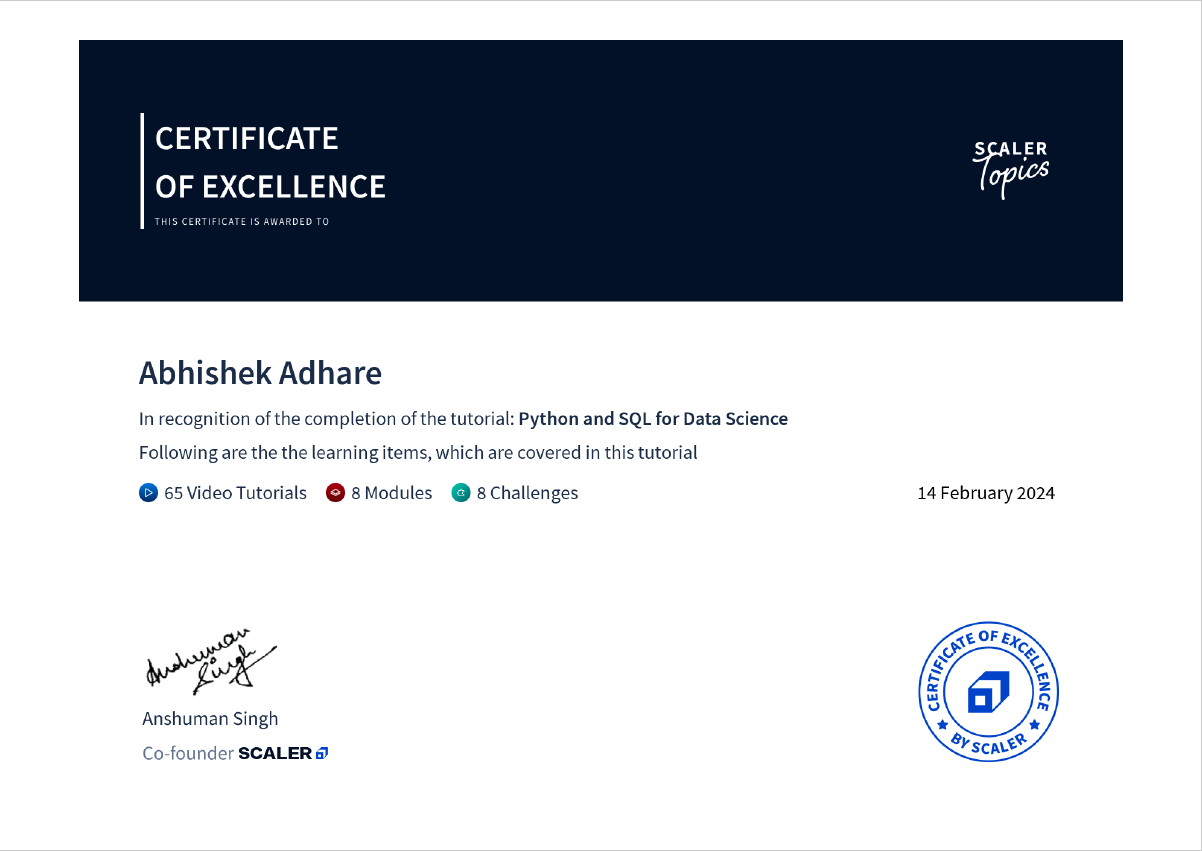 CERTIFICATE
OF EXCELLENCE
THIS CERTIFICATE IS AWARDED TO
SCALER
Topics
Abhishek Adhare
In recognition of the completion of the tutorial: Python and SQL for Data Science
Following are the the learning items, which are covered in this tutorial
65 Video Tutorials 8 Modules 8 Challenges
14 February 2024
Anshuman
Singh
Anshuman Singh
Co-founder SCALER
CERTIFICATE OF EXCELLENCE
BY SCALER